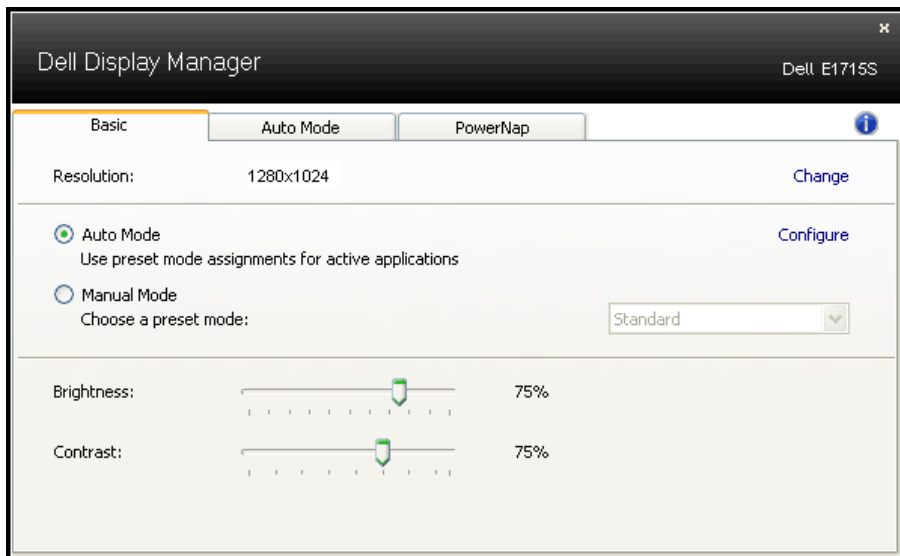 Dell Display Manager
Dell E1715S
Basic
Auto Mode
PowerNap
Resolution:
1280x1024
Change
Auto Mode
Configure
Use preset mode assignments for active applications
Manual Mode
Choose a preset mode:
Standard
Brightness:
75%
Contrast:
75%